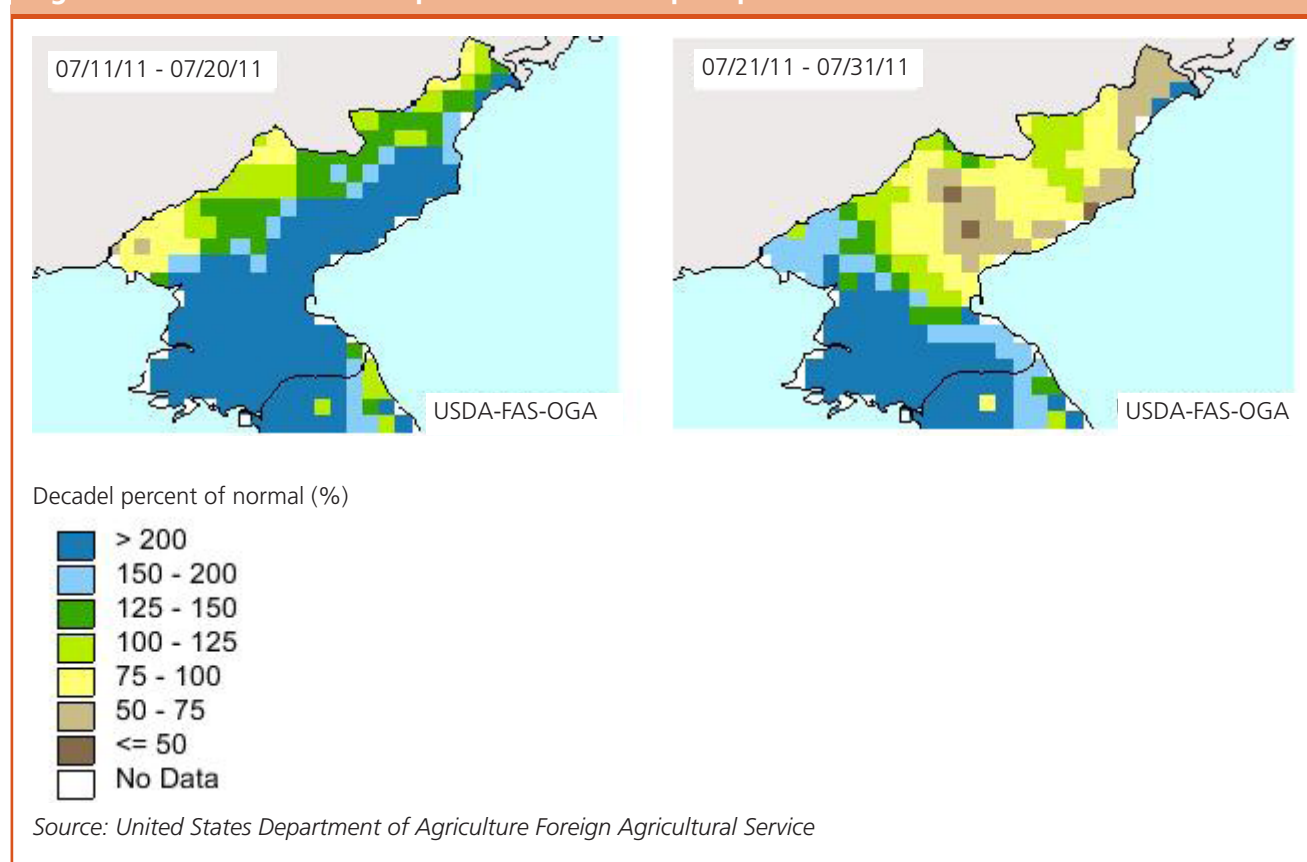 07/11/11 - 07/20/11
USDA-FAS-OGA
07/21/11 - 07/31/11
USDA-FAS-OGA
Decadel percent of normal (%)
> 200
150 - 200
125 - 150
100 - 125
75 - 100
50 - 75
<= 50
No Data
Source: United States Department of Agriculture Foreign Agricultural Service